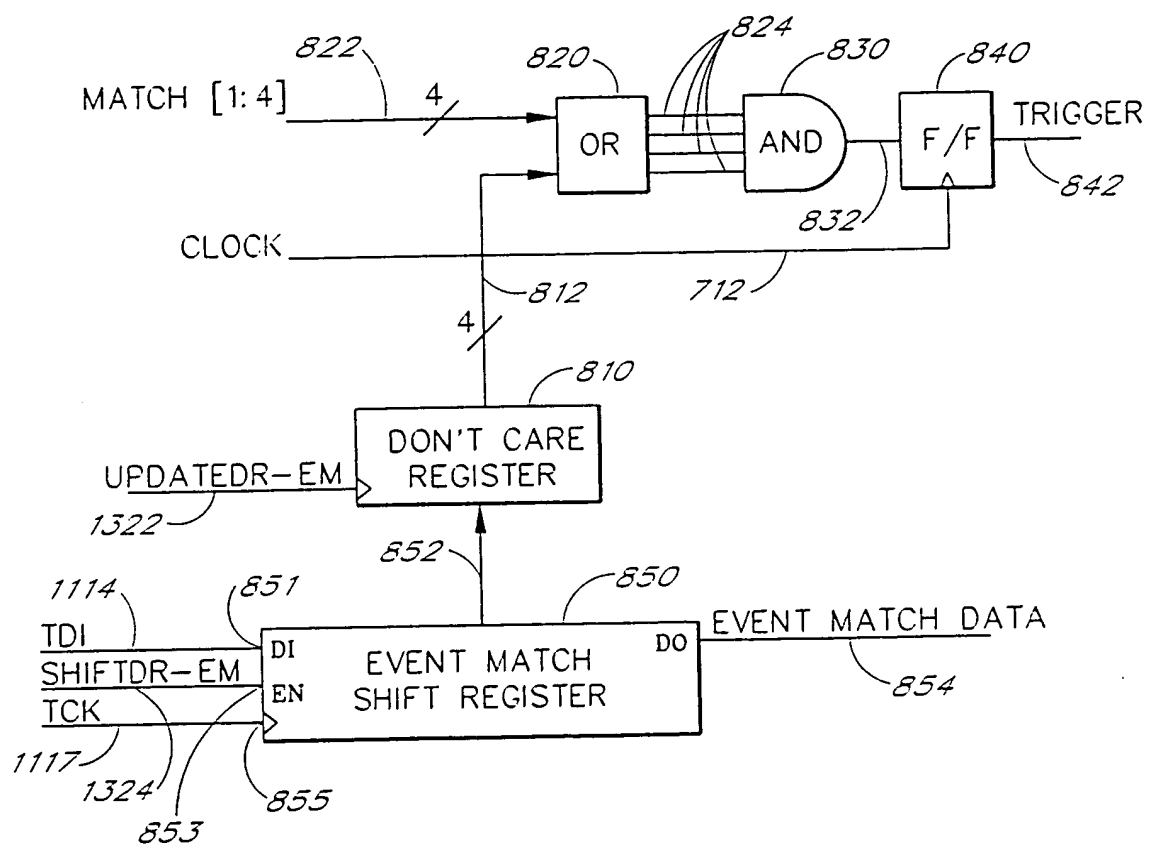 822
824
820
830
840
MATCH [1:4]
4
OR
AND
F/F
TRIGGER
842
832
CLOCK
712
812
4
810
DON'T CARE
REGISTER
UPDATEDR-EM
1322
852
1114
851
850
TDI
DI
DO
EVENT MATCH DATA
SHIFTDR-EM
EN
EVENT MATCH
SHIFT REGISTER
854
TCK
1117
1324
855
853